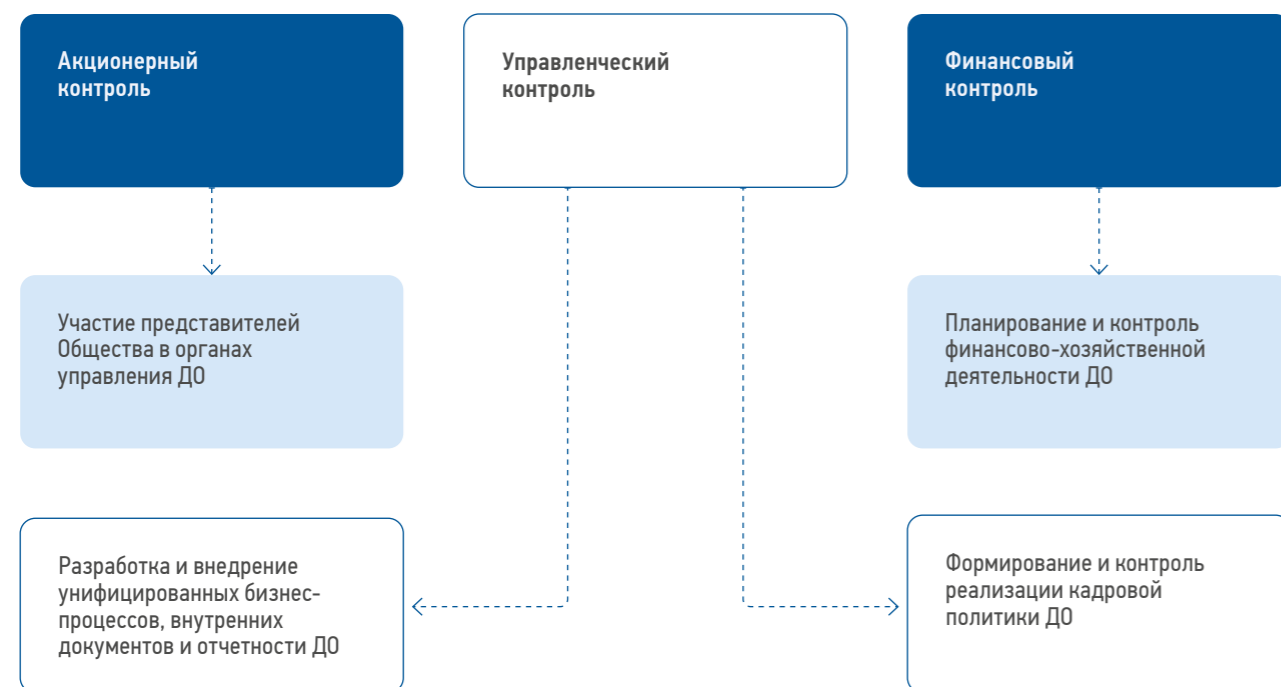 Акционерный
контроль
Управленческий
контроль
Финансовый
контроль
Участие представителей
Общества в органах
управления ДО
Планирование и контроль
финансово-хозяйственной
деятельности ДО
Разработка и внедрение
унифицированных бизнес-
процессов, внутренних
документов и отчетности ДО
Формирование и контроль
реализации кадровой
политики ДО